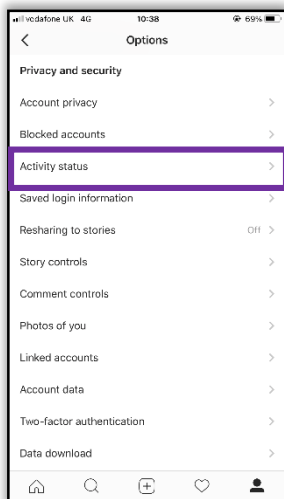 vodafone UK 4G 10:38 69%
Options
Privacy and security
Account privacy
Blocked accounts
Activity status
Saved login information
Resharing to stories Off
Story controls
Comment controls
Photos of you
Linked accounts
Account data
Two-factor authentication
Data download